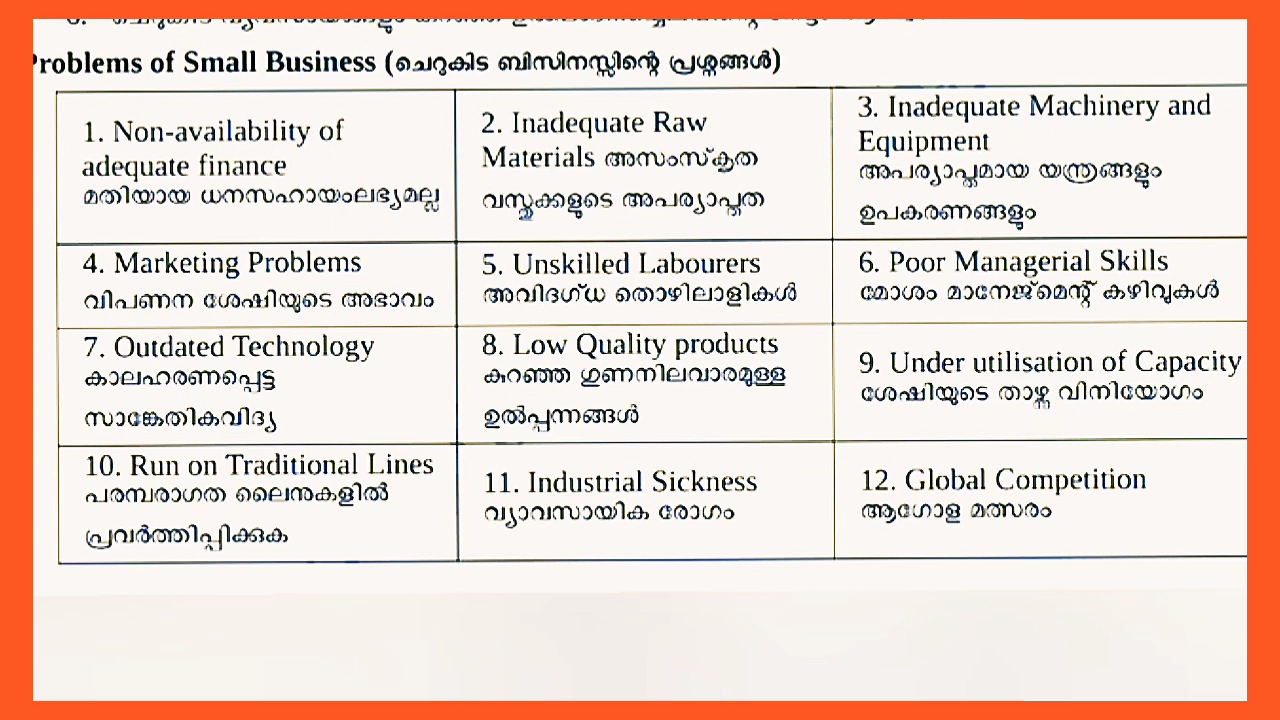 Problems of Small Business (ചെറുകിട ബിസിനസ്സിന്റെ പ്രശ്നങ്ങൾ)
1. Non-availability of
adequate finance
മതിയായ ധനസഹായംലഭ്യമല്ല
2. Inadequate Raw
Materials അസംസ്കൃത
വസ്തുക്കളുടെ അപര്യാപ്തത
3. Inadequate Machinery and
Equipment
അപര്യാപ്തമായ യന്ത്രങ്ങളും
ഉപകരണങ്ങളും
4. Marketing Problems
വിപണന ശേഷിയുടെ അഭാവം
5. Unskilled Labourers
അവിദഗ്ധ തൊഴിലാളികൾ
6. Poor Managerial Skills
മോശം മാനേജ്മെന്റ് കഴിവുകൾ
7. Outdated Technology
കാലഹരണപ്പെട്ട
സാങ്കേതികവിദ്യ
8. Low Quality products
കുറഞ്ഞ ഗുണനിലവാരമുള്ള
ഉൽപ്പന്നങ്ങൾ
9. Under utilisation of Capacity
ശേഷിയുടെ താഴ്ന്ന വിനിയോഗം
10. Run on Traditional Lines
പരമ്പരാഗത ലൈനുകളിൽ
പ്രവർത്തിപ്പിക്കുക
11. Industrial Sickness
വ്യാവസായിക രോഗം
12. Global Competition
ആഗോള മത്സരം